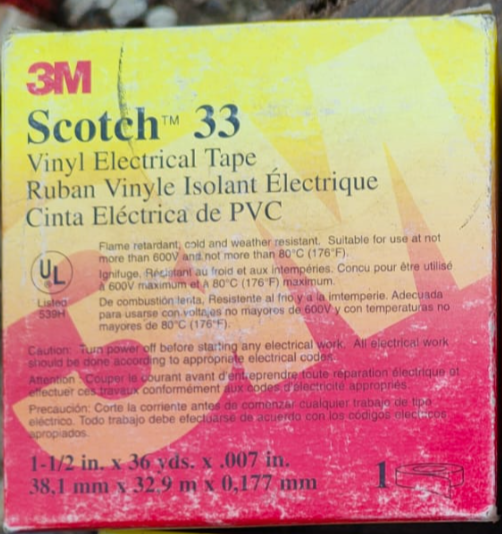 3M
Scotch™ 33
Vinyl Electrical Tape
Ruban Vinyle Isolant Électrique
Cinta Eléctrica de PVC
Flame retardant, cold and weather resistant. Suitable for use at not
more than 600V and not more than 80°C (176°F).
Ignifuge, Résistant au froid et aux intempéries. Concu pour être utilisé
à 600V maximum et à 80°C (176°F) maximum.
UL
Listed
539H
De combustión lenta. Resistente al frio y a la imtemperie. Adecuada
para usarse con voltajes no mayores de 600V y con temperaturas no
mayores de 80°C (176°F).
Caution: Turn power off before starting any electrical work. All electrical work
should be done according to appropriate electrical codes.
Attention : Couper le courant avant d'entreprendre toute réparation électrique et
effectuer ces travaux conformément aux codes d'électricité appropriés.
Precaución: Corte la corriente antes de comenzar cualquier trabajo de tipo
eléctrico. Todo trabajo debe efectuarse de acuerdo con los códigos eléctricos
apropiados.
1-1/2 in. x 36 yds. x .007 in.
38,1 mm x 32,9 m x 0,177 mm
1